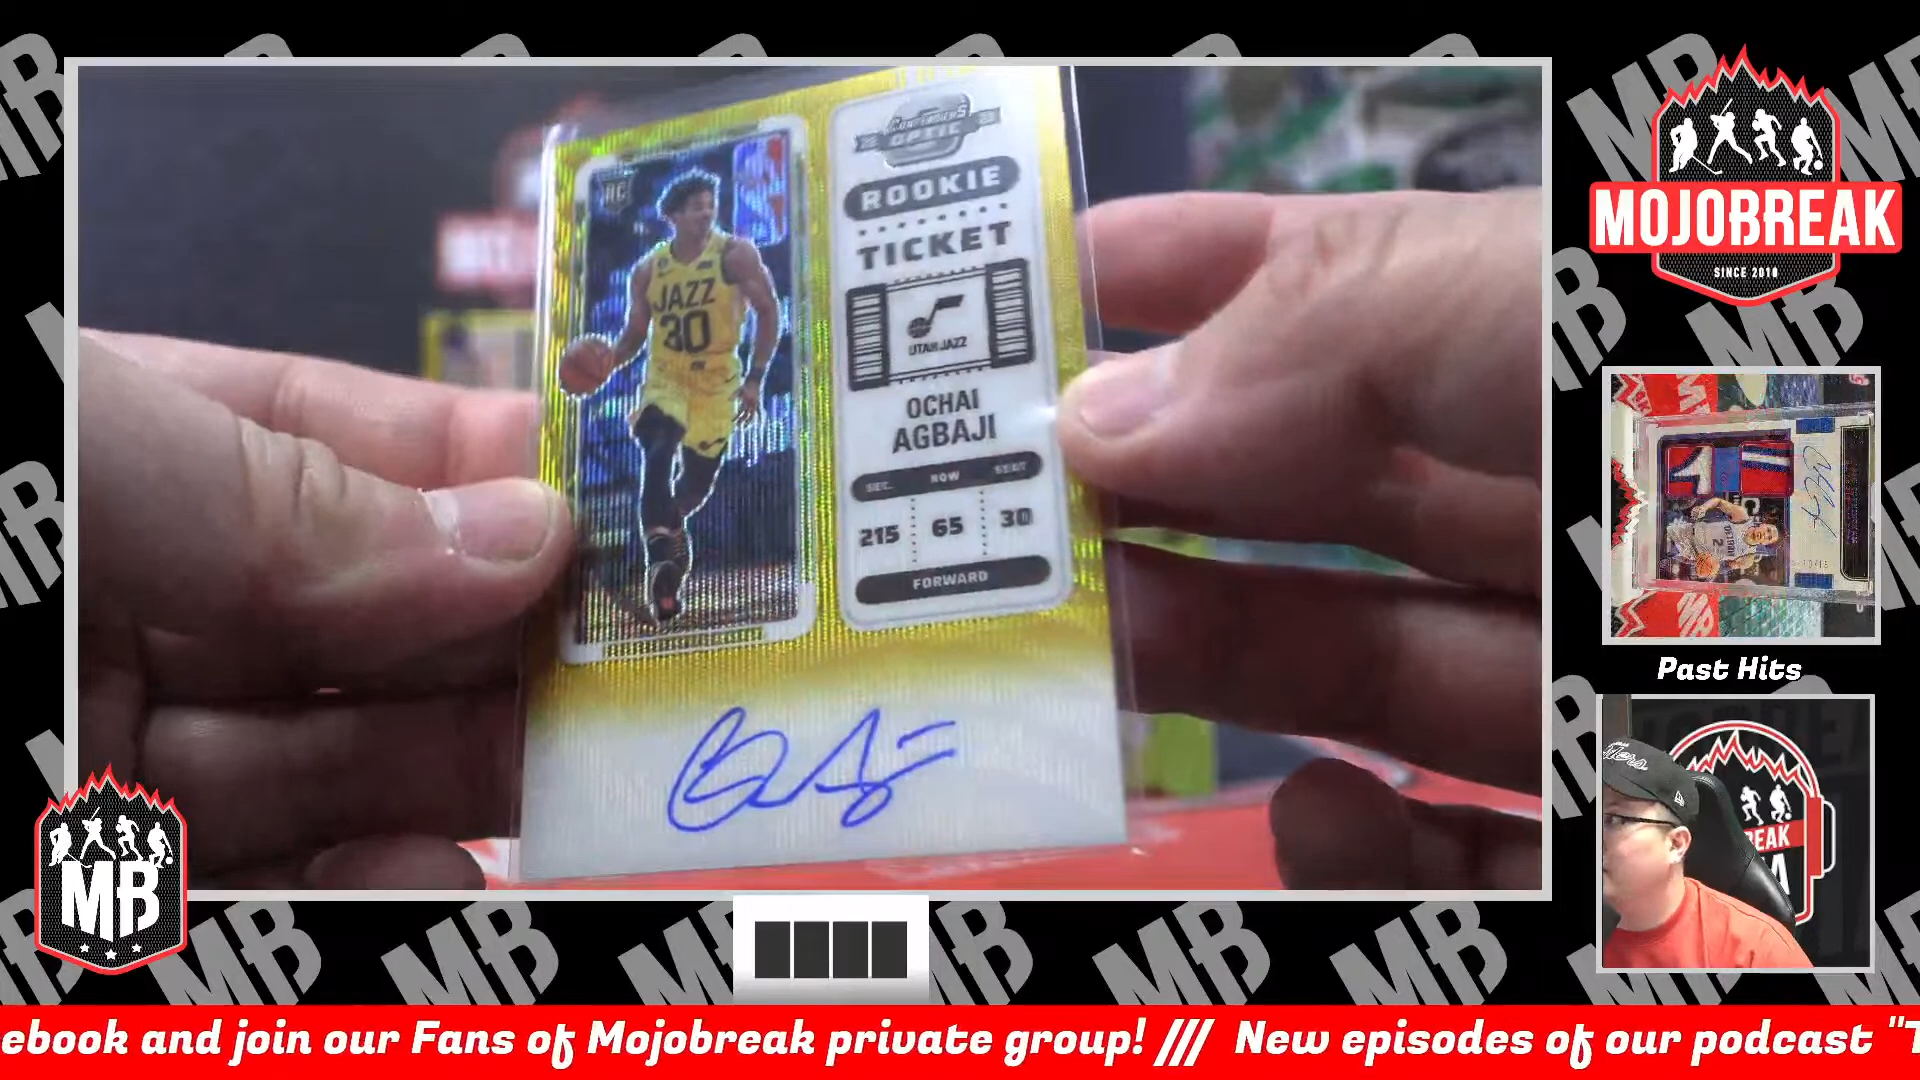 CONTENDERS
OPTIC
ROOKIE
TICKET
UTAH JAZZ
OCHAI
AGBAJI
SEC. ROW SEAT
215 65 30
FORWARD
RC
JAZZ
30
MB
MOJOBREAK
SINCE 2010
Past Hits
ebook and join our Fans of Mojobreak private group! /// New episodes of our podcast "T